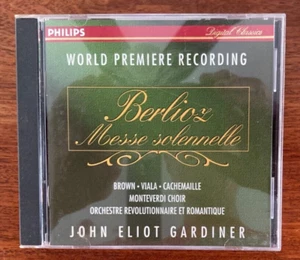 PHILIPS
Digital Classics
WORLD PREMIERE RECORDING
Berlioz
Messe solennelle
BROWN · VIALA · CACHEMAILLE
MONTEVERDI CHOIR
ORCHESTRE REVOLUTIONNAIRE ET ROMANTIQUE
JOHN ELIOT GARDINER